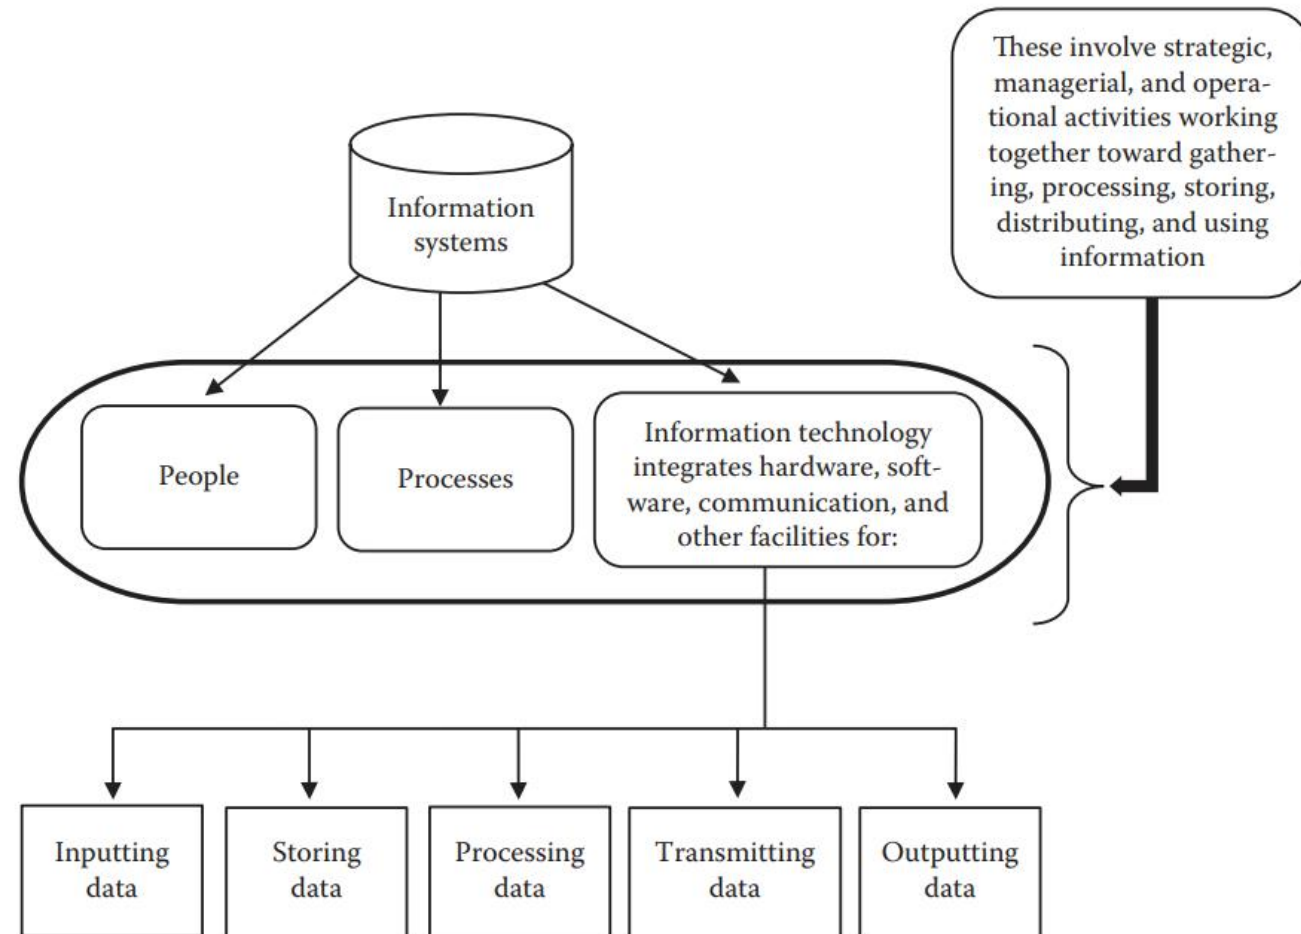 These involve strategic,
managerial, and opera-
tional activities working
together toward gather-
ing, processing, storing,
distributing, and using
information
Information
systems
People
Processes
Information technology
integrates hardware, soft-
ware, communication, and
other facilities for:
Inputting
data
Storing
data
Processing
data
Transmitting
data
Outputting
data